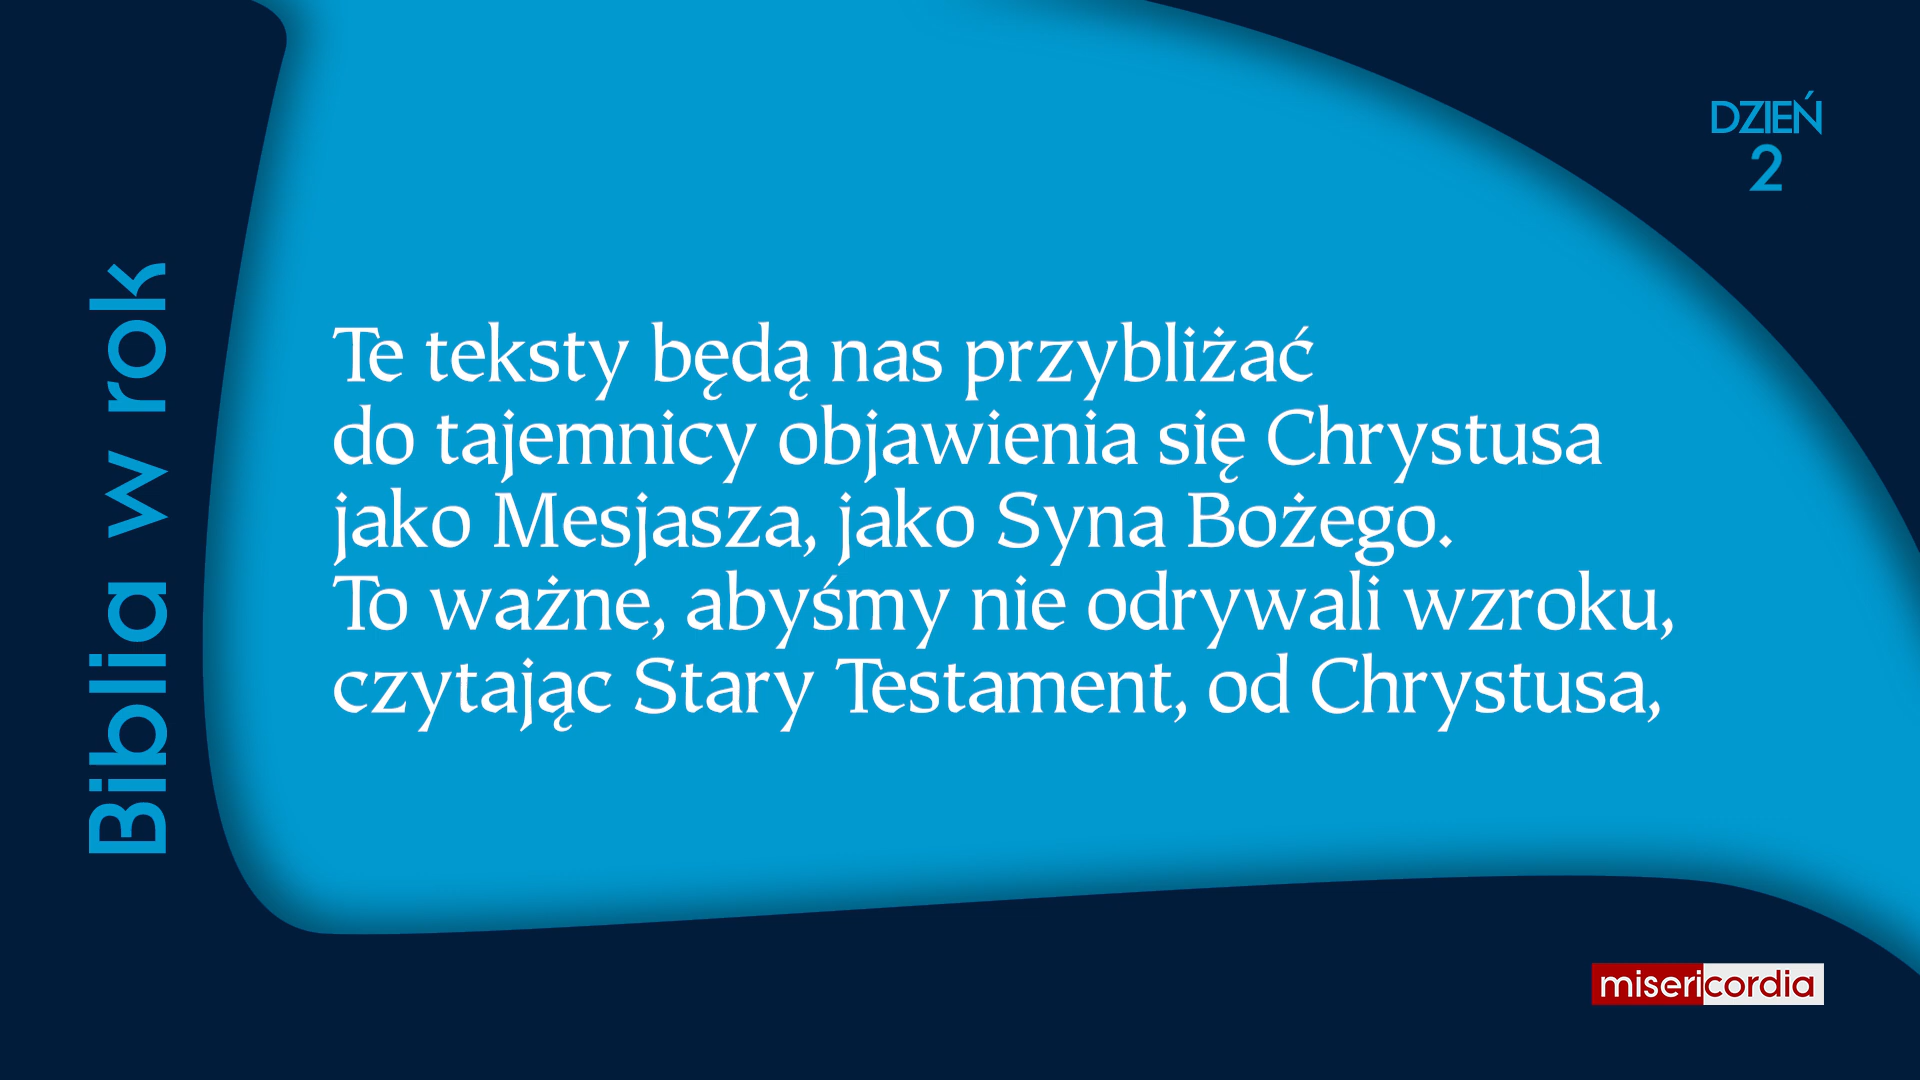 Biblia w rok
DZIEŃ
2
Te teksty będą nas przybliżać
do tajemnicy objawienia się Chrystusa
jako Mesjasza, jako Syna Bożego.
To ważne, abyśmy nie odrywali wzroku,
czytając Stary Testament, od Chrystusa,
misericordia